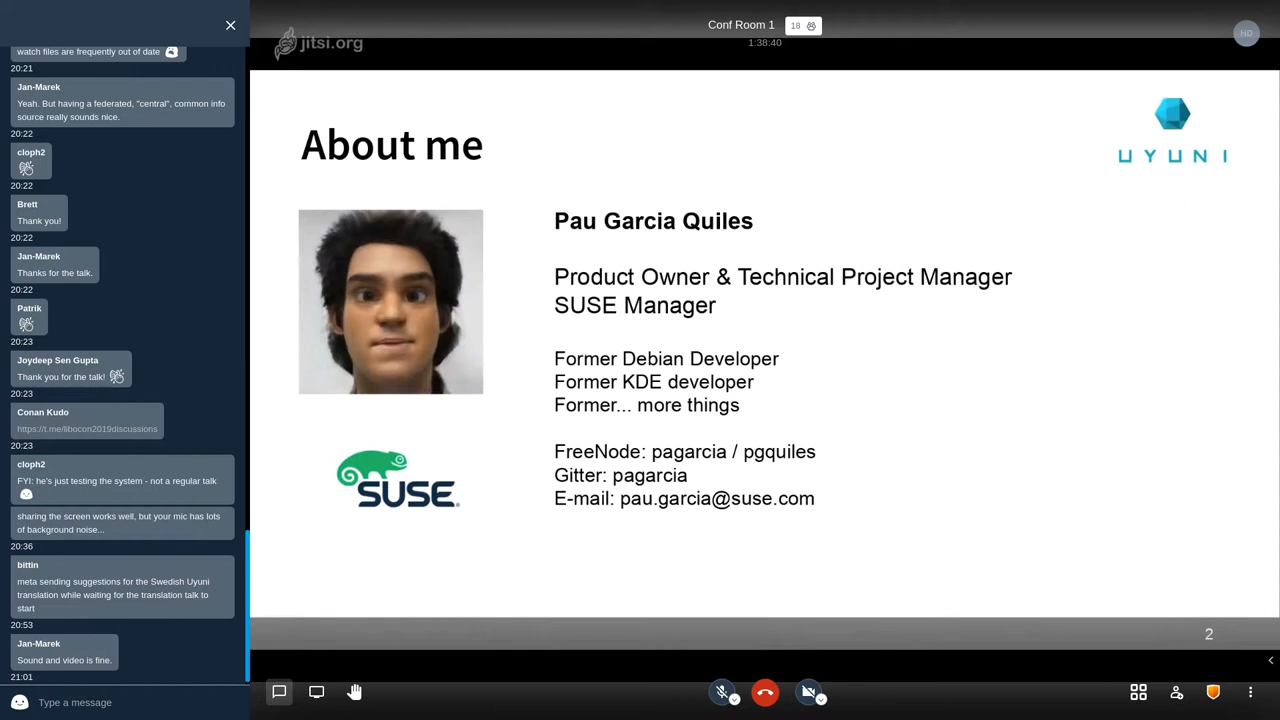 watch files are frequently out of date
20:21
Jan-Marek
Yeah. But having a federated, "central", common info
source really sounds nice.
20:22
cloph2
20:22
Brett
Thank you!
20:22
Jan-Marek
Thanks for the talk.
20:22
Patrik
20:23
Joydeep Sen Gupta
Thank you for the talk!
20:23
Conan Kudo
https://t.me/libocon2019discussions
20:23
cloph2
FYI: he's just testing the system - not a regular talk
sharing the screen works well, but your mic has lots
of background noise...
20:36
bittin
meta sending suggestions for the Swedish Uyuni
translation while waiting for the translation talk to
start
20:53
Jan-Marek
Sound and video is fine.
21:01
Type a message
jitsi.org
Conf Room 1
18
1:38:40
HD
About me
UYUNI
Pau Garcia Quiles
Product Owner & Technical Project Manager
SUSE Manager
Former Debian Developer
Former KDE developer
Former... more things
FreeNode: pagarcia / pgquiles
Gitter: pagarcia
E-mail: pau.garcia@suse.com
SUSE
2